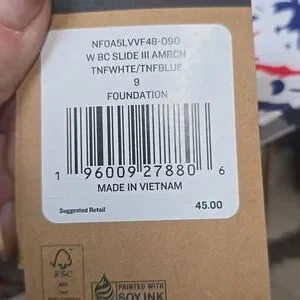 NF0A5LVVF48-090
W BC SLIDE III AMRCN
TNFWHTE/TNFBLUE
9
FOUNDATION
1 96009 27880 6
MADE IN VIETNAM
Suggested Retail 45.00
FSC
PRINTED WITH
SOY INK